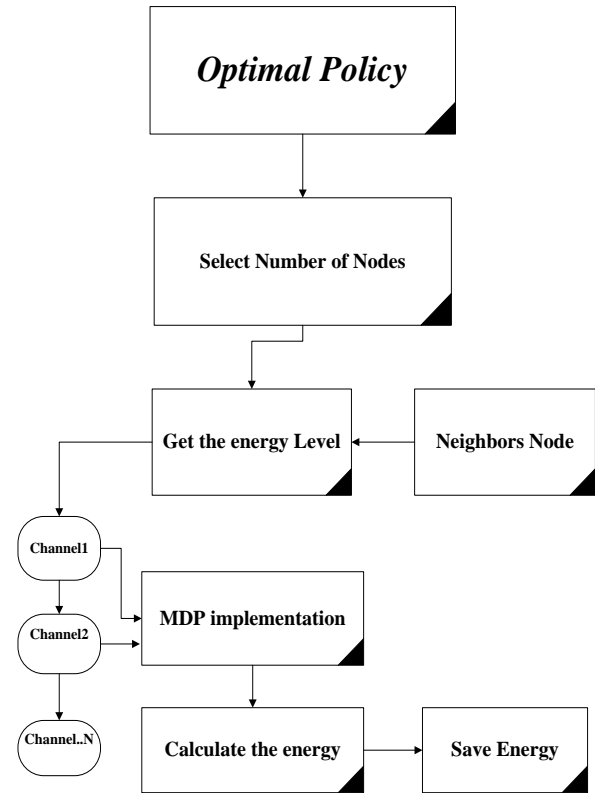 Optimal Policy
Select Number of Nodes
Get the energy Level
Neighbors Node
Channel1
MDP implementation
Channel2
Channel..N
Calculate the energy
Save Energy